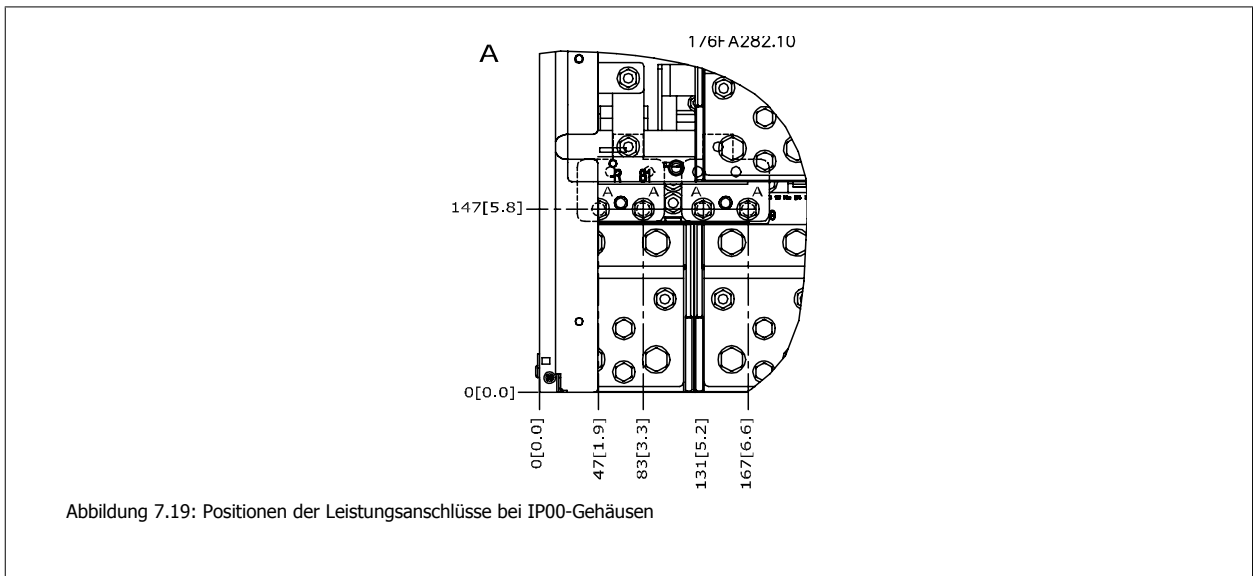 176FA282.10
A
R 81
A A A A
147[5.8]
0[0.0]
0[0.0]
47[1.9]
83[3.3]
131[5.2]
167[6.6]
Abbildung 7.19: Positionen der Leistungsanschlüsse bei IP00-Gehäusen